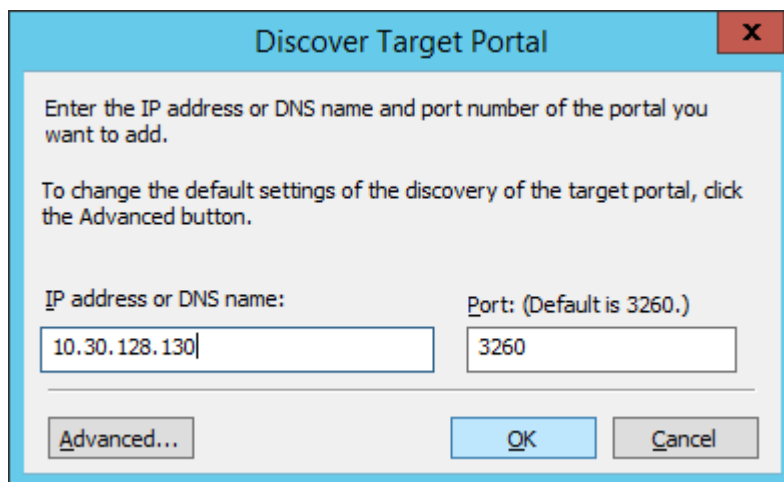 Discover Target Portal
x
Enter the IP address or DNS name and port number of the portal you
want to add.
To change the default settings of the discovery of the target portal, click
the Advanced button.
IP address or DNS name:
Port: (Default is 3260.)
10.30.128.130
3260
Advanced...
OK
Cancel